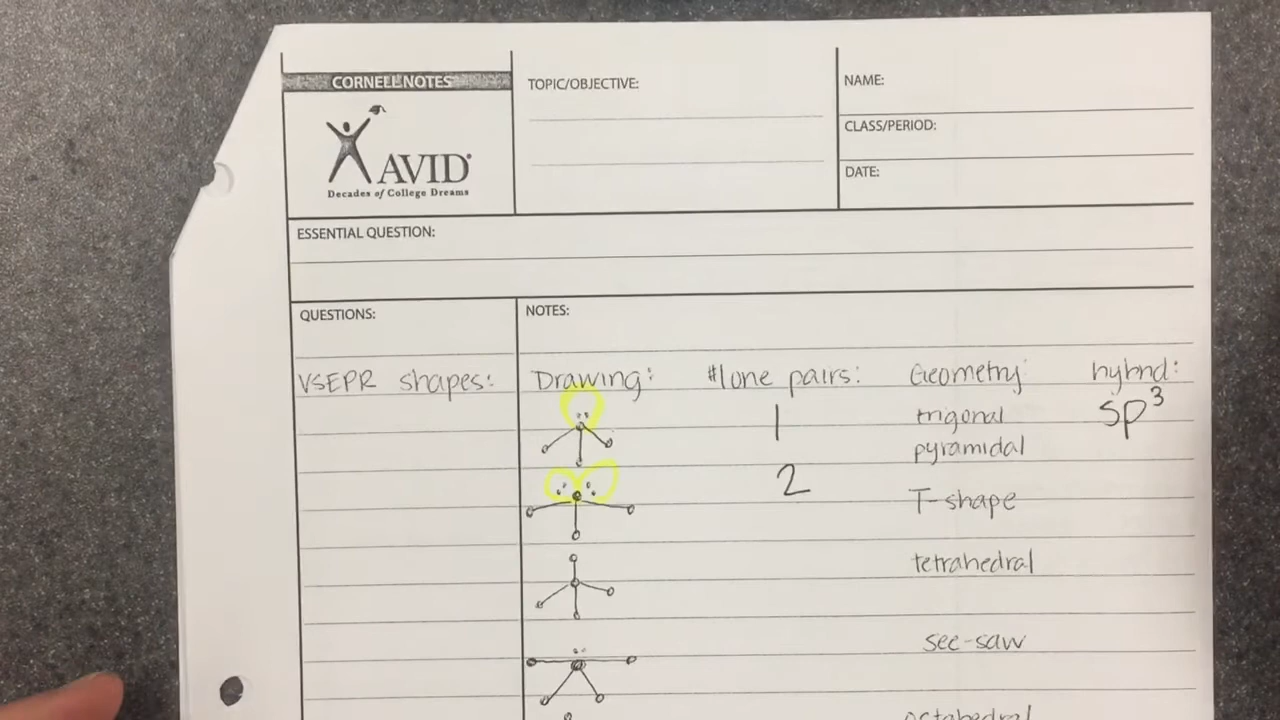 CORNELL NOTES
TOPIC/OBJECTIVE:
NAME:
CLASS/PERIOD:
DATE:
AVID
Decades of College Dreams
ESSENTIAL QUESTION:
QUESTIONS:
NOTES:
VSEPR shapes: Drawing: #lone pairs: Geometry hybrid:
1 trigonal sp³
pyramidal
2 T-shape
tetrahedral
see-saw
octahedral